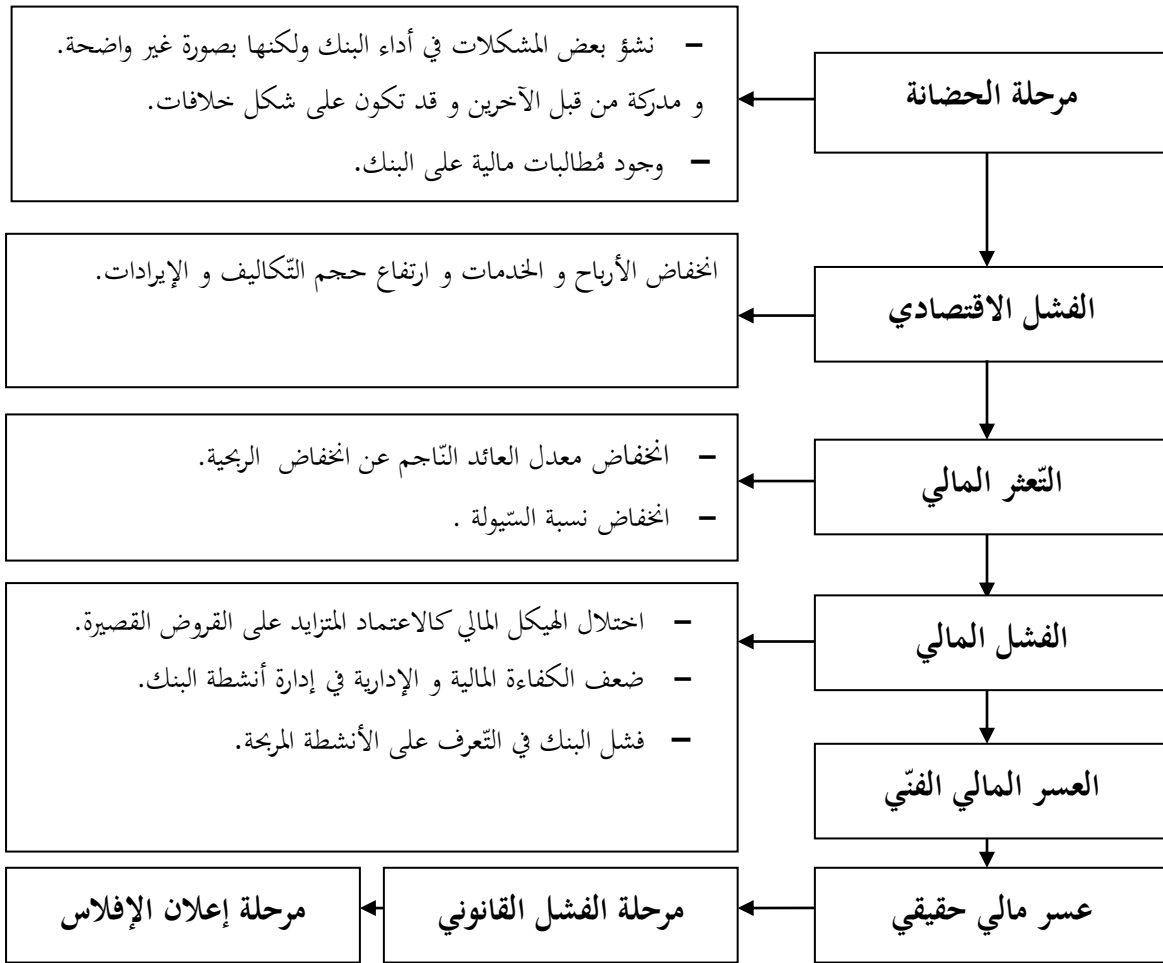 مرحلة الحضانة
– نشؤ بعض المشكلات في أداء البنك ولكنها بصورة غير واضحة.
و مدركة من قبل الآخرين و قد تكون على شكل خلافات.
– وجود مُطالبات مالية على البنك.
الفشل الاقتصادي
انخفاض الأرباح و الخدمات و ارتفاع حجم التّكاليف و الإيرادات.
التّعثر المالي
– انخفاض معدل العائد النّاجم عن انخفاض الربحية.
– انخفاض نسبة السّيولة .
الفشل المالي
– اختلال الهيكل المالي كالاعتماد المتزايد على القروض القصيرة.
– ضعف الكفاءة المالية و الإدارية في إدارة أنشطة البنك.
– فشل البنك في التّعرف على الأنشطة المربحة.
العسر المالي الفنّي
عسر مالي حقيقي
مرحلة الفشل القانوني
مرحلة إعلان الإفلاس